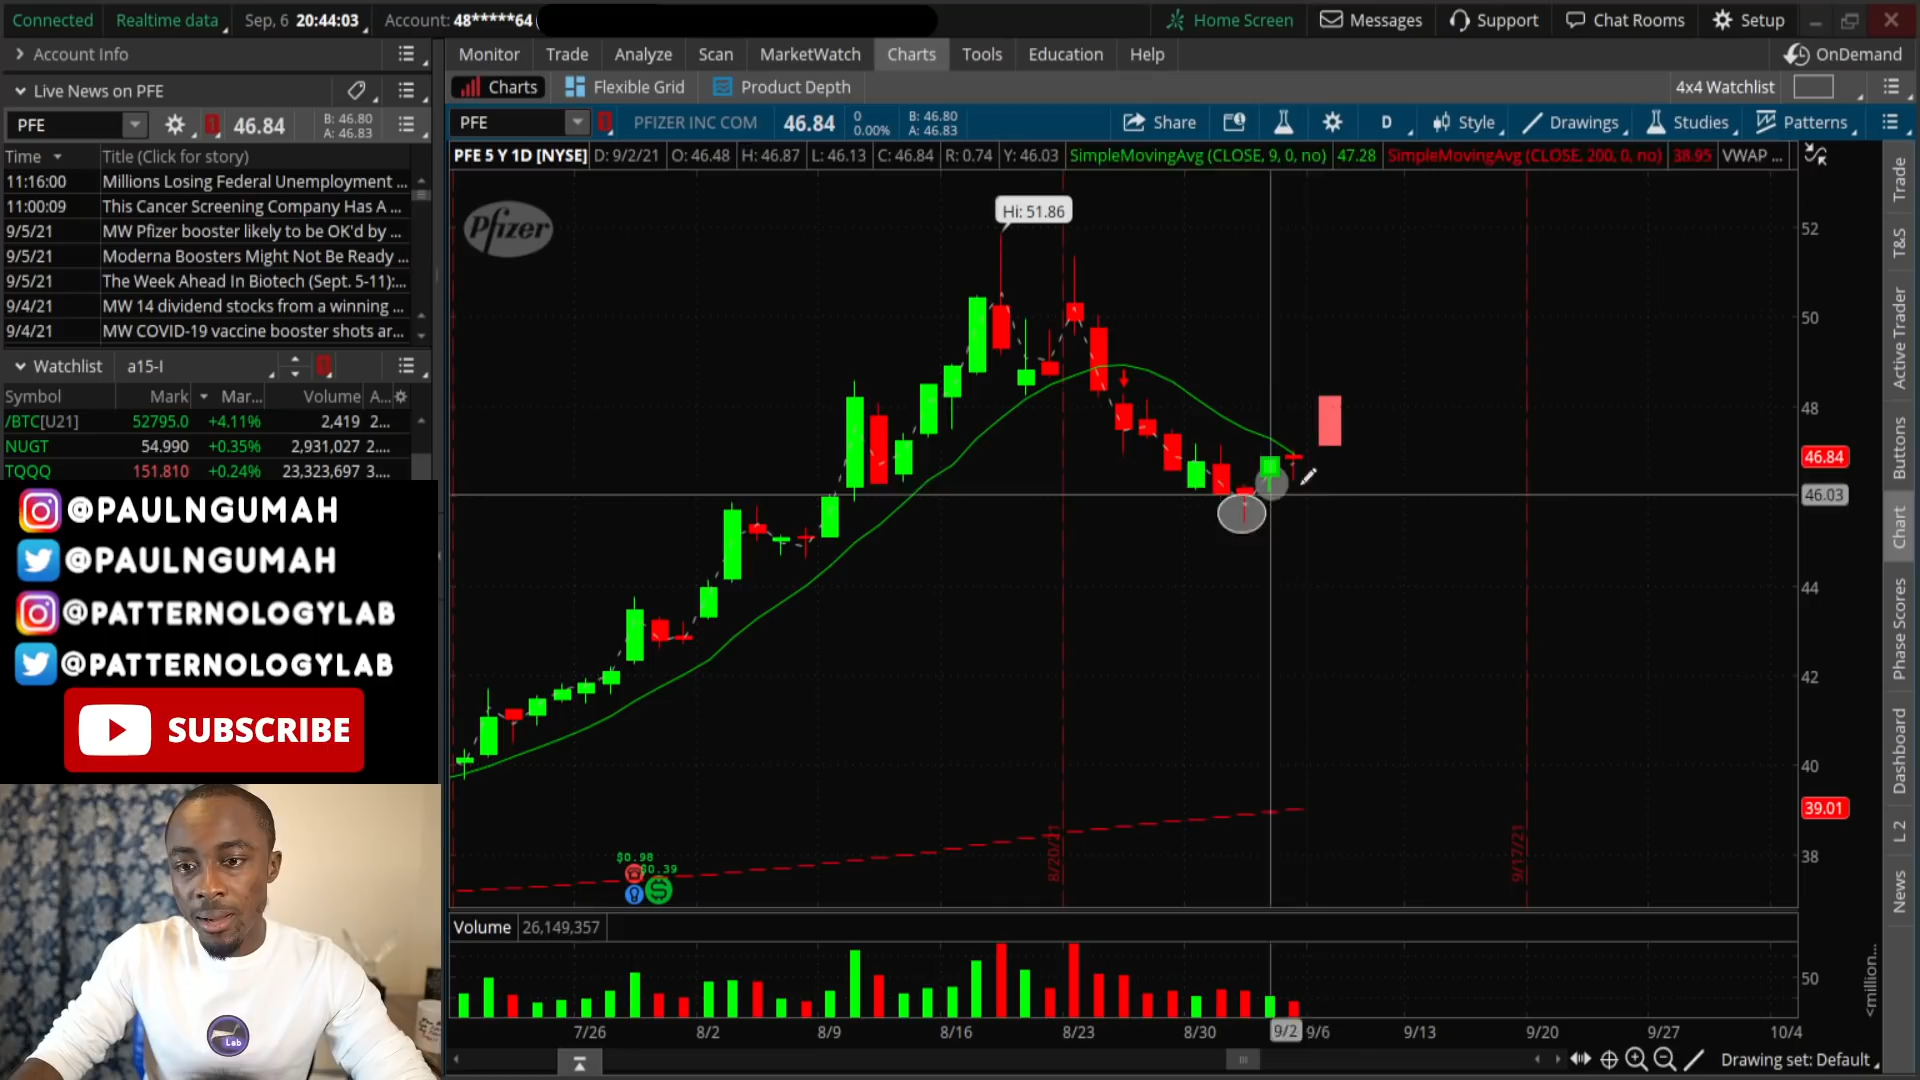 Connected Realtime data Sep, 6 20:44:03 Account: 48*****64 Home Screen Messages Support Chat Rooms Setup
Account Info Monitor Trade Analyze Scan MarketWatch Charts Tools Education Help OnDemand
Live News on PFE Charts Flexible Grid Product Depth 4x4 Watchlist
PFE 1 46.84 B: 46.80 A: 46.83
PFE PFIZER INC COM 46.84 0 0.00% B: 46.80 A: 46.83 Share D Style Drawings Studies Patterns
PFE 5 Y 1D [NYSE] D: 9/2/21 O: 46.48 H: 46.87 L: 46.13 C: 46.84 R: 0.74 Y: 46.03 SimpleMovingAvg (CLOSE, 9, 0, no) 47.28 SimpleMovingAvg (CLOSE, 200, 0, no) 38.95 VWAP ...
Time Title (Click for story)
11:16:00 Millions Losing Federal Unemployment ...
11:00:09 This Cancer Screening Company Has A ...
9/5/21 MW Pfizer booster likely to be OK'd by ...
9/5/21 Moderna Boosters Might Not Be Ready ...
9/5/21 The Week Ahead In Biotech (Sept. 5-11):...
9/4/21 MW 14 dividend stocks from a winning ...
9/4/21 MW COVID-19 vaccine booster shots ar...
Watchlist a15-I
Symbol Mark Mar... Volume A...
/BTC[U21] 52795.0 +4.11% 2,419 2...
NUGT 54.990 +0.35% 2,931,027 2....
TQQQ 151.810 +0.24% 23,323,697 3....
@PAULNGUMAH
@PAULNGUMAH
@PATTERNOLOGYLAB
@PATTERNOLOGYLAB
SUBSCRIBE
Lab
Pfizer
Hi: 51.86
52
50
48
46.84
46.03
44
42
40
39.01
38
8/20/21
9/17/21
$0.98
$0.39
Volume 26,149,357
50
<million...
7/26 8/2 8/9 8/16 8/23 8/30 9/2 9/6 9/13 9/20 9/27 10/4
Drawing set: Default
Trade
T&S
Active Trader
Buttons
Chart
Phase Scores
Dashboard
L 2
News